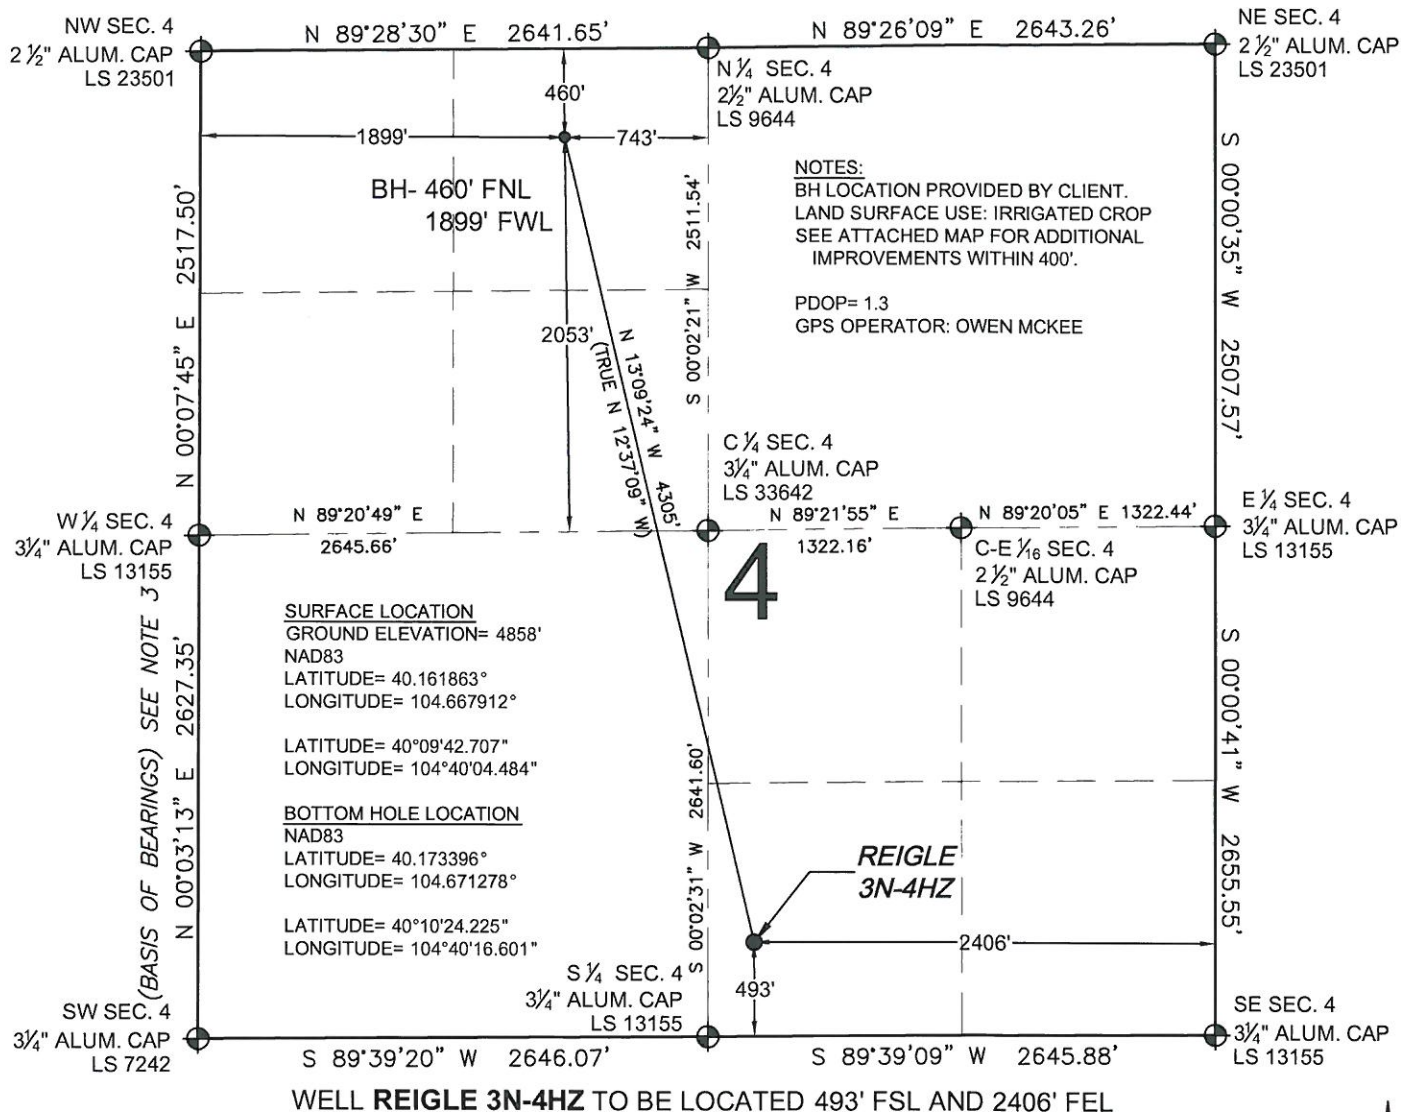 NW SEC. 4
2 ½" ALUM. CAP
LS 23501
N 89°28'30" E 2641.65'
N 89°26'09" E 2643.26'
NE SEC. 4
2 ½" ALUM. CAP
LS 23501
N ¼ SEC. 4
2½" ALUM. CAP
LS 9644
460'
1899'
743'
BH- 460' FNL
1899' FWL
NOTES:
BH LOCATION PROVIDED BY CLIENT.
LAND SURFACE USE: IRRIGATED CROP
SEE ATTACHED MAP FOR ADDITIONAL
IMPROVEMENTS WITHIN 400'.
PDOP= 1.3
GPS OPERATOR: OWEN MCKEE
N 00°07'45" E 2517.50'
S 00°02'21" W 2511.54'
S 00°00'35" W 2507.57'
2053'
N 13°09'24" W 4305'
(TRUE N 12°37'09" W)
C ¼ SEC. 4
3¼" ALUM. CAP
LS 33642
W ¼ SEC. 4
3¼" ALUM. CAP
LS 13155
N 89°20'49" E
2645.66'
N 89°21'55" E
1322.16'
N 89°20'05" E 1322.44'
E ¼ SEC. 4
3¼" ALUM. CAP
LS 13155
C-E ⅟16 SEC. 4
2 ½" ALUM. CAP
LS 9644
4
SURFACE LOCATION
GROUND ELEVATION= 4858'
NAD83
LATITUDE= 40.161863°
LONGITUDE= 104.667912°
LATITUDE= 40°09'42.707"
LONGITUDE= 104°40'04.484"
BOTTOM HOLE LOCATION
NAD83
LATITUDE= 40.173396°
LONGITUDE= 104.671278°
LATITUDE= 40°10'24.225"
LONGITUDE= 104°40'16.601"
(BASIS OF BEARINGS) SEE NOTE 3
N 00°03'13" E 2627.35'
S 00°02'31" W 2641.60'
S 00°00'41" W 2655.55'
REIGLE
3N-4HZ
2406'
493'
S ¼ SEC. 4
3¼" ALUM. CAP
LS 13155
SW SEC. 4
3¼" ALUM. CAP
LS 7242
SE SEC. 4
3¼" ALUM. CAP
LS 13155
S 89°39'20" W 2646.07'
S 89°39'09" W 2645.88'
WELL REIGLE 3N-4HZ TO BE LOCATED 493' FSL AND 2406' FEL